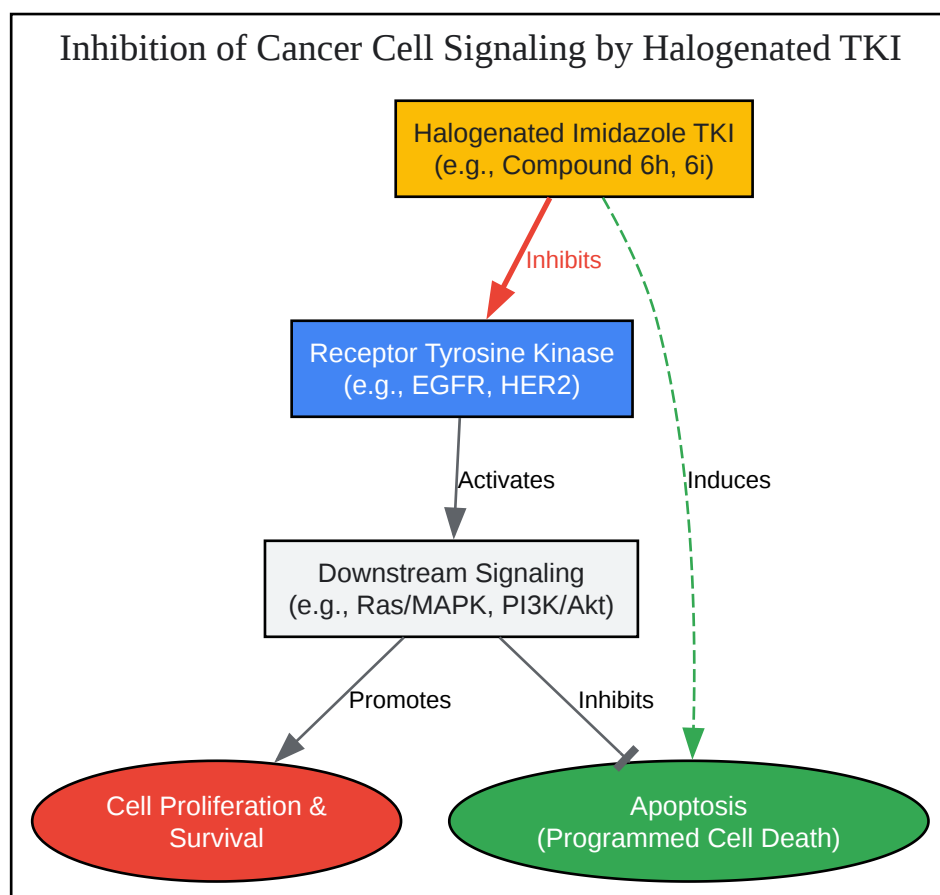 Inhibition of Cancer Cell Signaling by Halogenated TKI
Halogenated Imidazole TKI
(e.g., Compound 6h, 6i)
Inhibits
Receptor Tyrosine Kinase
(e.g., EGFR, HER2)
Activates
Induces
Downstream Signaling
(e.g., Ras/MAPK, PI3K/Akt)
Promotes
Inhibits
Cell Proliferation &
Survival
Apoptosis
(Programmed Cell Death)